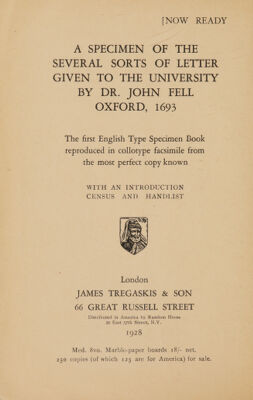 [NOW READY
A SPECIMEN OF THE
SEVERAL SORTS OF LETTER
GIVEN TO THE UNIVERSITY
BY DR. JOHN FELL
OXFORD, 1693
The first English Type Specimen Book
reproduced in collotype facsimile from
the most perfect copy known
WITH AN INTRODUCTION
CENSUS AND HANDLIST
London
JAMES TREGASKIS & SON
66 GREAT RUSSELL STREET
Distributed in America by Random House
20 East 57th Street, N.Y.
1928
Med. 8vo. Marble-paper boards 18/- net.
250 copies (of which 125 are for America) for sale.